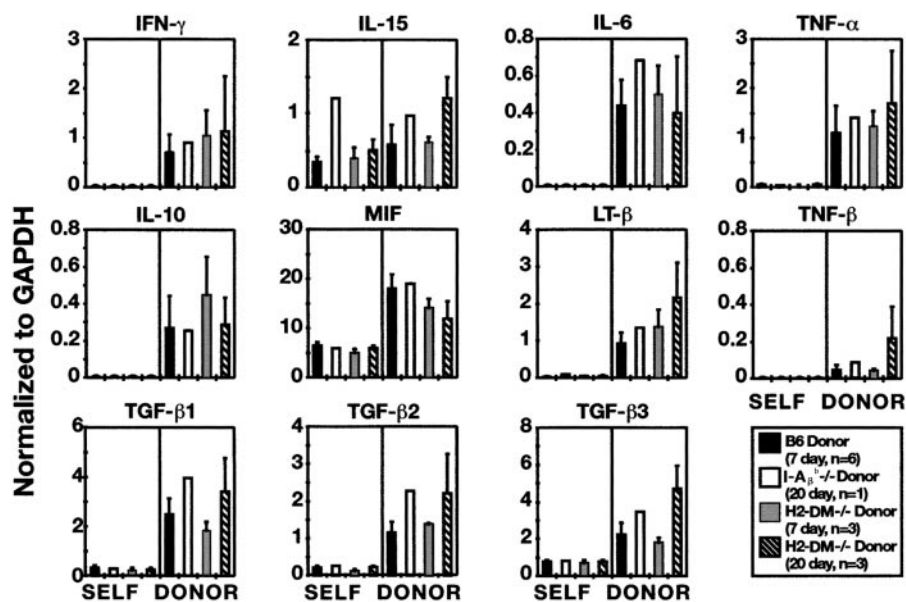 IFN-γ IL-15 IL-6 TNF-α
3 2 0.8 3
2 0.6 2
1 0.4 1
1 0.2
0 0 0 0
IL-10 MIF LT-β TNF-β
0.8 30 4 0.8
0.6 3 0.6
20
0.4 2 0.4
10
0.2 1 0.2
0 0 0 0
SELF DONOR
TGF-β1 TGF-β2 TGF-β3
6 4 8
3 6
4
2 4
2
1 2
0 0 0
SELF DONOR SELF DONOR SELF DONOR
Normalized to GAPDH
B6 Donor
(7 day, n=6)
I-Aβᵇ-/- Donor
(20 day, n=1)
H2-DM-/- Donor
(7 day, n=3)
H2-DM-/- Donor
(20 day, n=3)